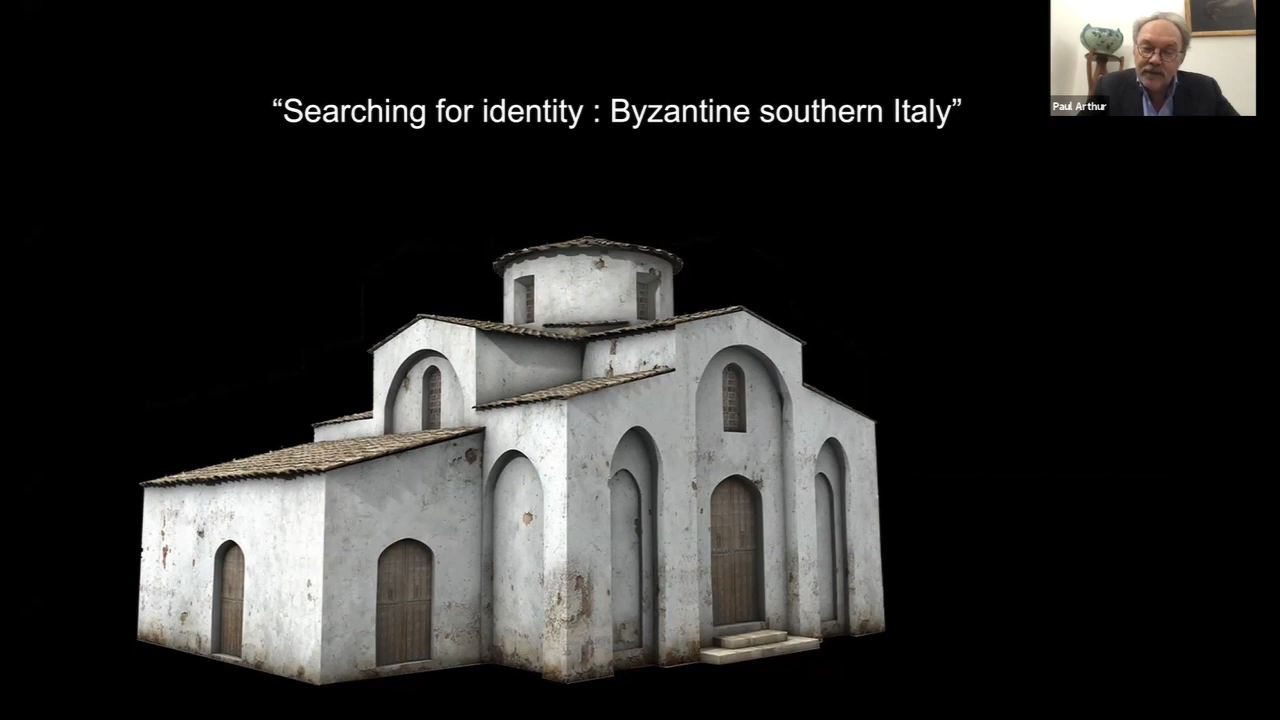 “Searching for identity : Byzantine southern Italy”
Paul Arthur